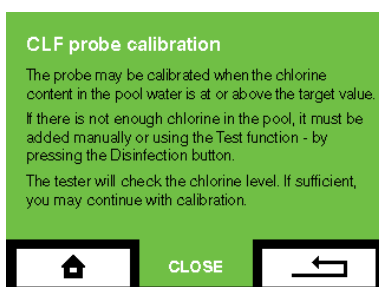 CLF probe calibration
The probe may be calibrated when the chlorine
content in the pool water is at or above the target value.
If there is not enough chlorine in the pool, it must be
added manually or using the Test function - by
pressing the Disinfection button.
The tester will check the chlorine level. If sufficient,
you may continue with calibration.
CLOSE